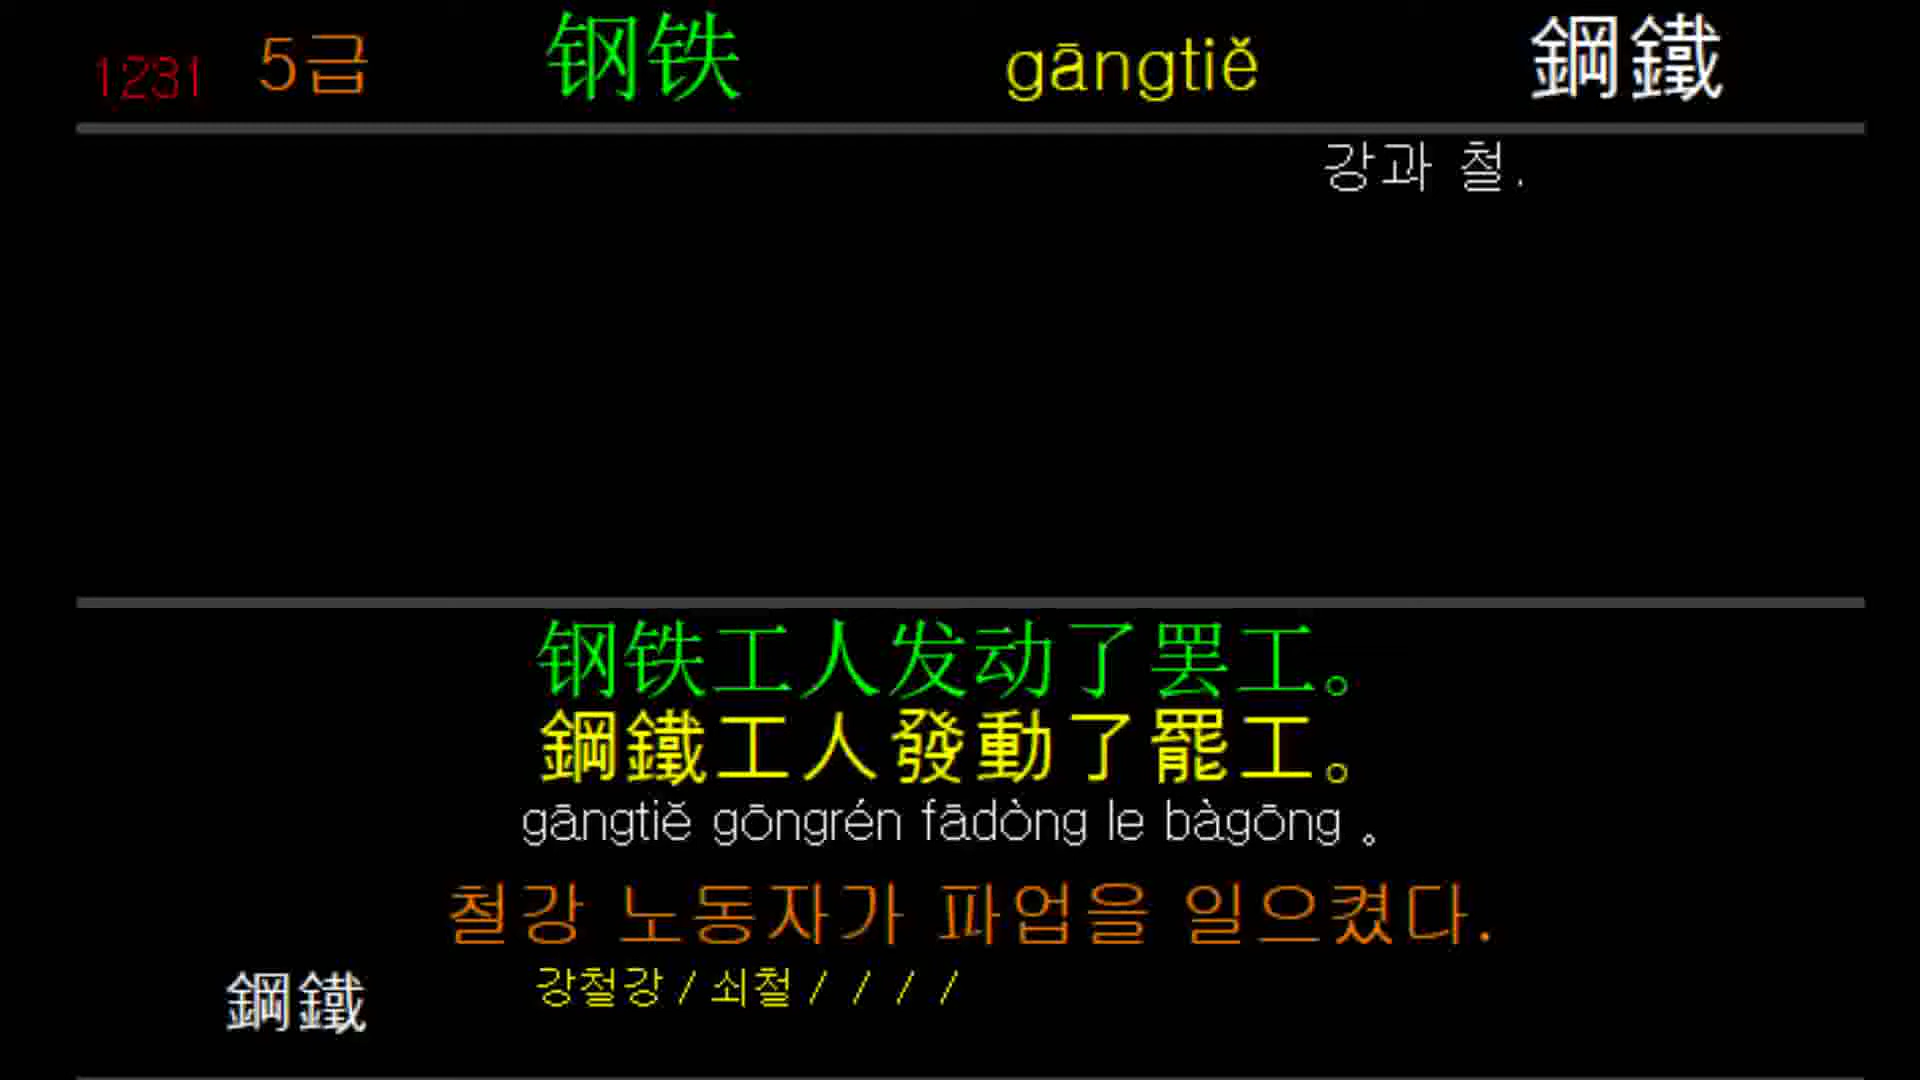 1231 5급 钢铁 gāngtiě 鋼鐵
강과 철.
钢铁工人发动了罢工。
鋼鐵工人發動了罷工。
gāngtiě gōngrén fādòng le bàgōng 。
철강 노동자가 파업을 일으켰다.
鋼鐵 강철강 / 쇠철 / / / /